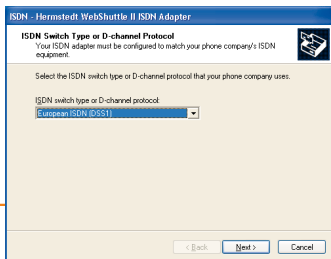 ISDN - Hermstedt WebShuttle II ISDN Adapter
ISDN Switch Type or D-channel Protocol
Your ISDN adapter must be configured to match your phone company's ISDN
equipment.
Select the ISDN switch type or D-channel protocol that your phone company uses.
ISDN switch type or D-channel protocol:
European ISDN (DSS1)
< Back Next > Cancel